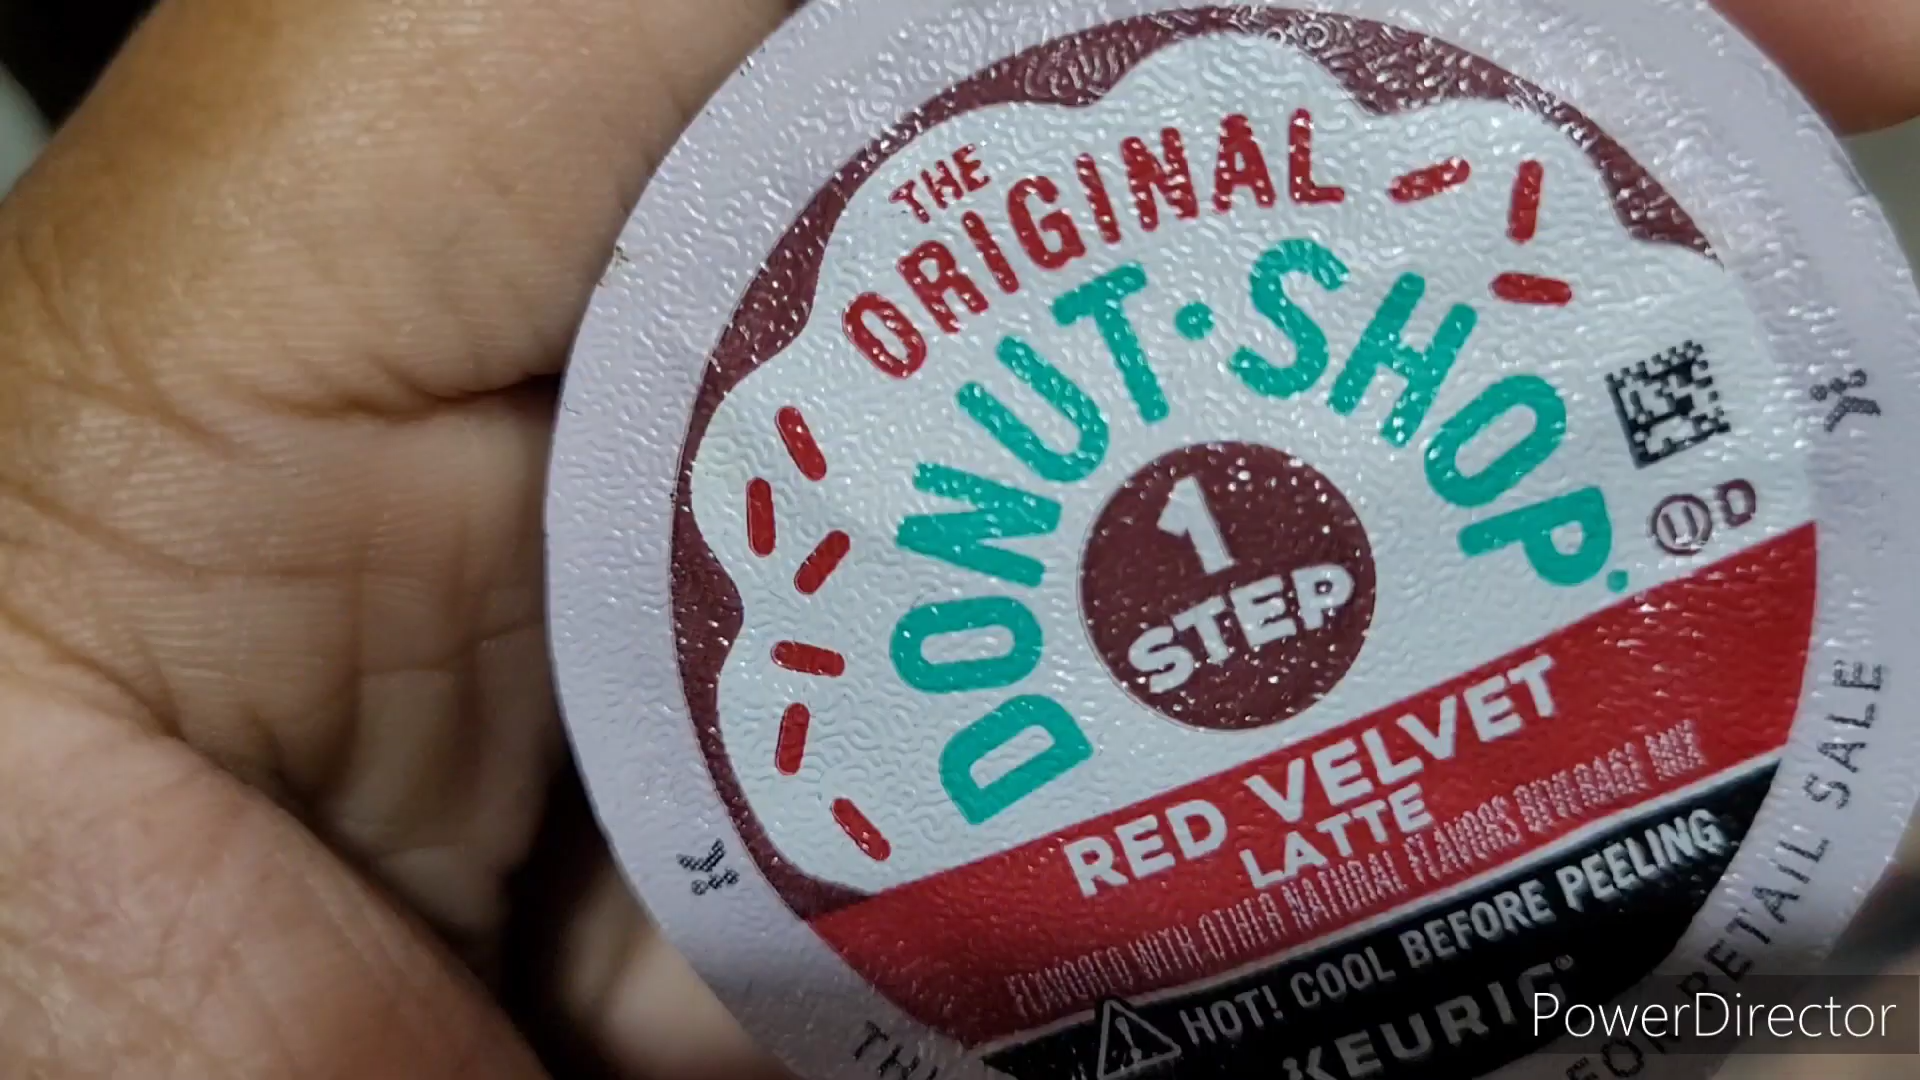 THE
ORIGINAL
DONUT·SHOP
1
STEP
Ⓤ D
RED VELVET
LATTE
FLAVORED WITH OTHER NATURAL FLAVORS BEVERAGE MIX
HOT! COOL BEFORE PEELING
KEURIG®
FOR RETAIL SALE
PowerDirector